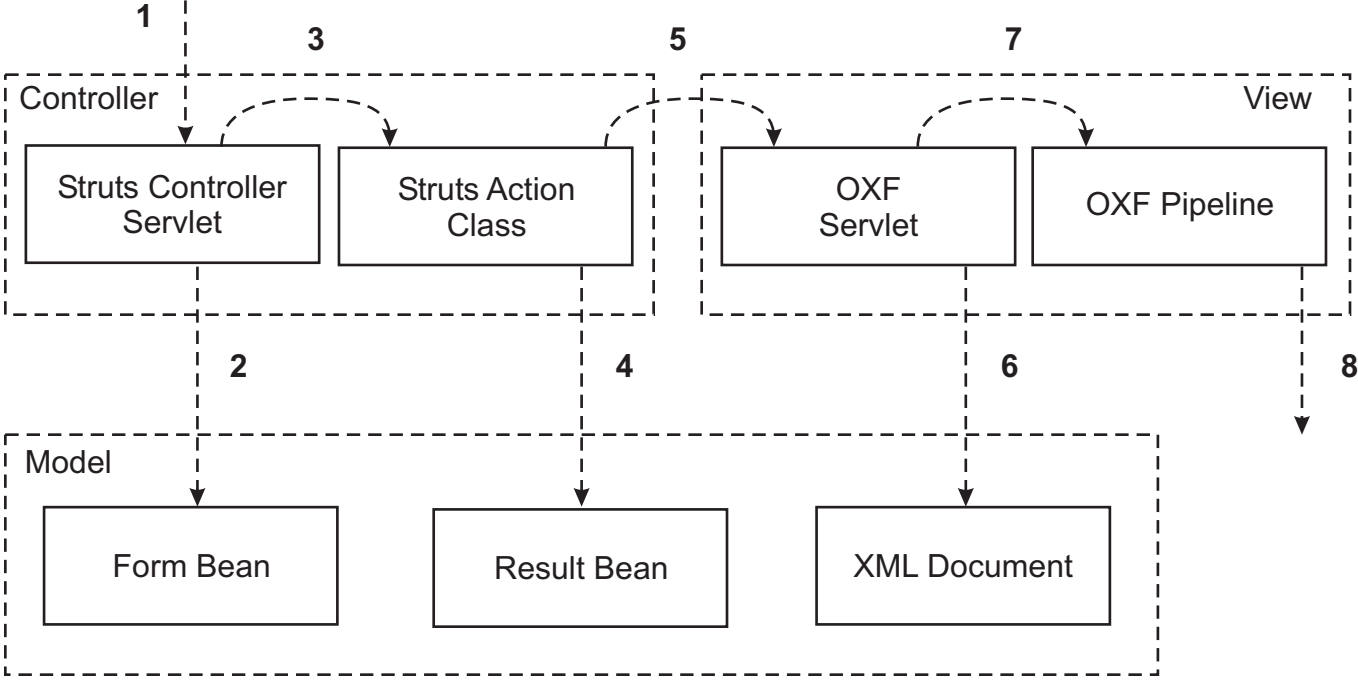 1
3
5
7
Controller
View
Struts Controller
Servlet
Struts Action
Class
OXF
Servlet
OXF Pipeline
2
4
6
8
Model
Form Bean
Result Bean
XML Document